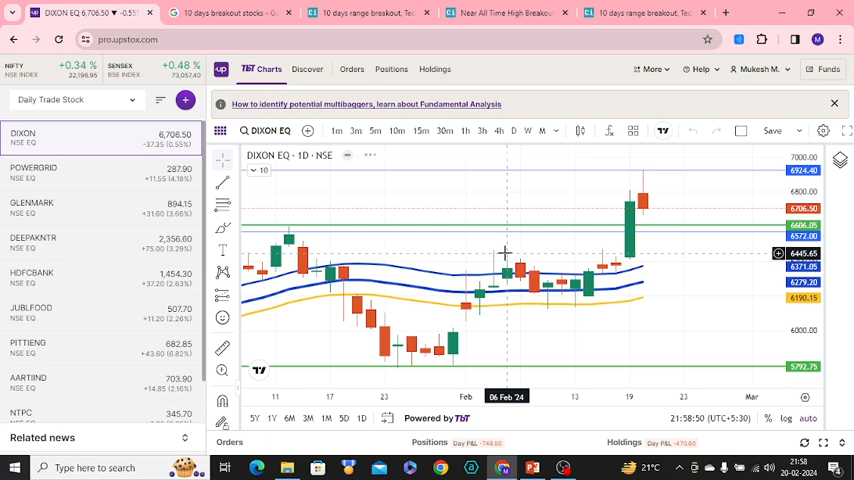 DIXON EQ 6,706.50 ▼ -0.55%
10 days breakout stocks - G
10 days range breakout, Tec
Near All Time High Breakout
10 days range breakout, Tec
pro.upstox.com
NIFTY
NSE INDEX
+0.34 %
22,196.95
SENSEX
BSE INDEX
+0.48 %
73,057.40
up
TbT Charts
Discover
Orders
Positions
Holdings
More
Help
Mukesh M.
Funds
Daily Trade Stock
How to identify potential multibaggers, learn about Fundamental Analysis
DIXON EQ
1m 3m 5m 10m 15m 30m 1h 3h 4h D W M
Save
DIXON
NSE EQ
6,706.50
-37.35 (0.55%)
POWERGRID
NSE EQ
287.90
+11.55 (4.18%)
GLENMARK
NSE EQ
894.15
+31.60 (3.66%)
DEEPAKNTR
NSE EQ
2,356.60
+75.00 (3.29%)
HDFCBANK
NSE EQ
1,454.30
+37.20 (2.63%)
JUBLFOOD
NSE EQ
507.70
+11.20 (2.26%)
PITTIENG
NSE EQ
682.85
+43.60 (6.82%)
AARTIIND
NSE EQ
703.90
+14.85 (2.16%)
NTPC
NSE EQ
345.70
Related news
DIXON EQ · 1D · NSE
10
7000.00
6924.40
6800.00
6706.50
6606.05
6572.00
6445.65
6371.05
6279.20
6190.15
6000.00
5792.75
11 17 23 Feb 06 Feb '24 13 19 23 Mar
5Y 1Y 6M 3M 1M 5D 1D
Powered by TbT
21:58:50 (UTC+5:30)
% log auto
Orders
Positions Day P&L -748.80
Holdings Day P&L -470.60
Type here to search
21°C
21:58
20-02-2024